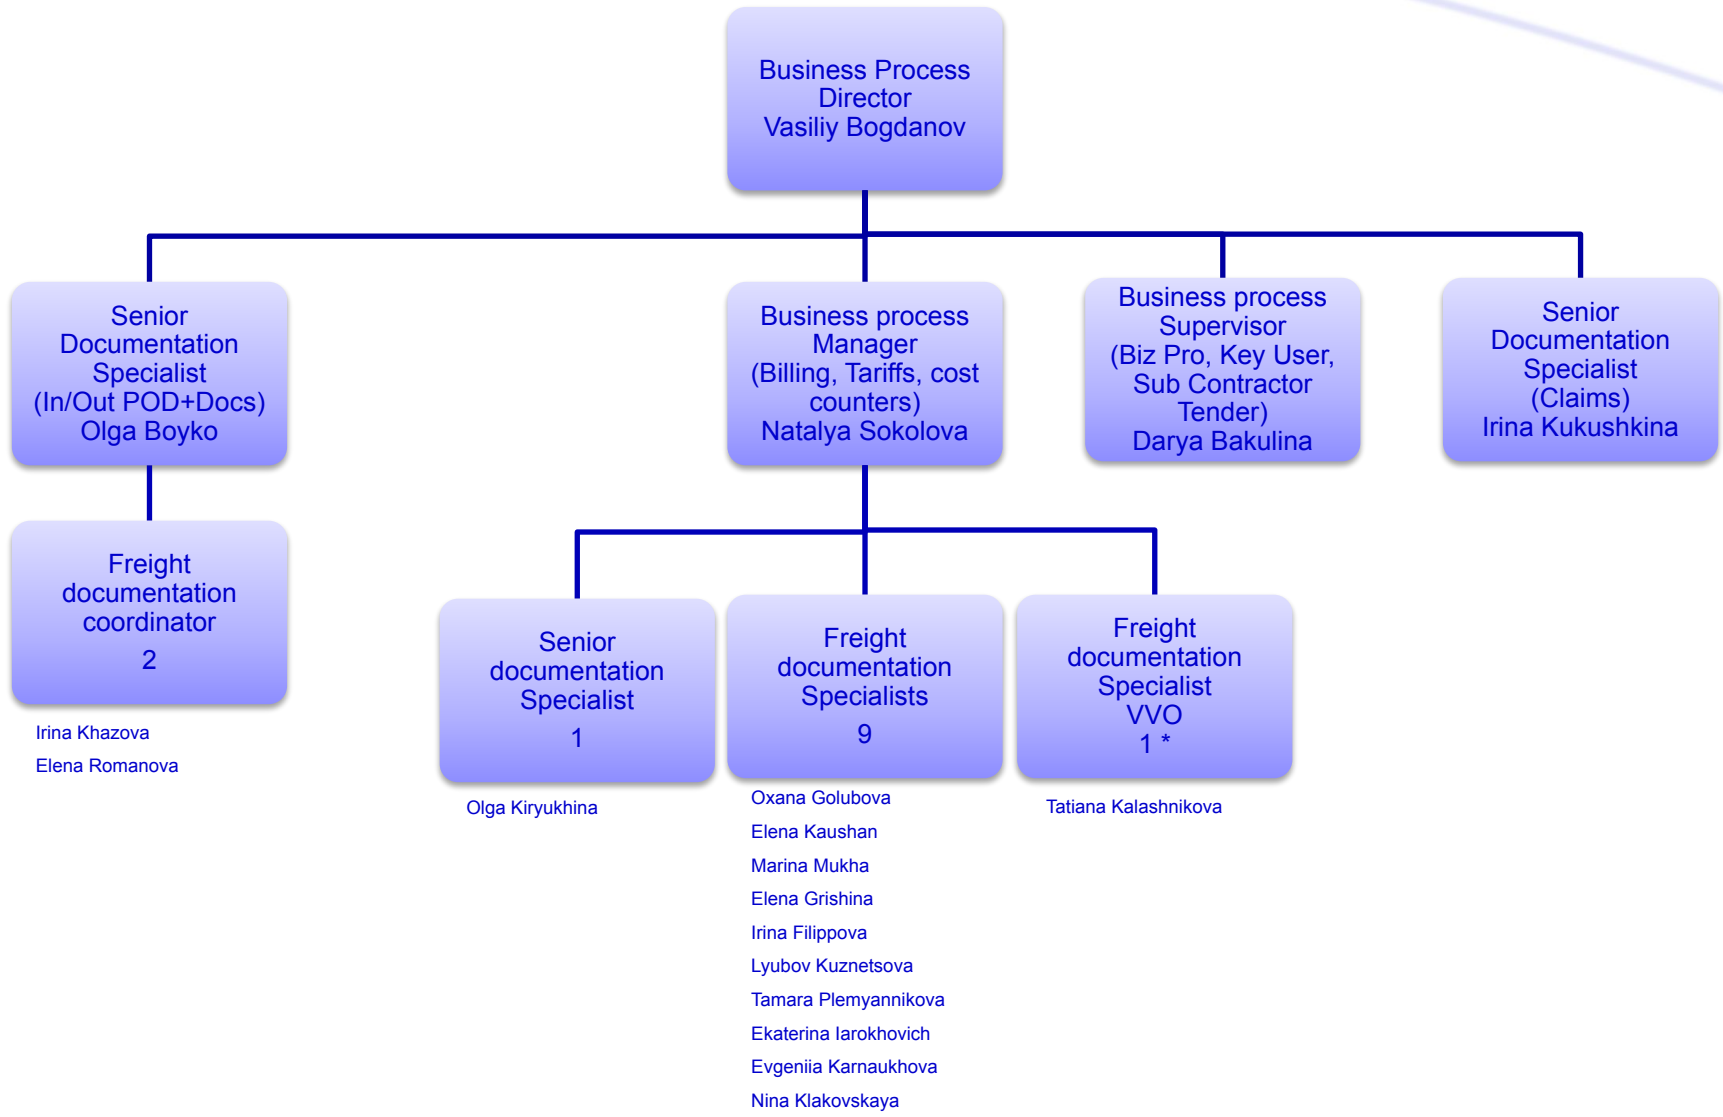 Business Process
Director
Vasiliy Bogdanov
Senior
Documentation
Specialist
(In/Out POD+Docs)
Olga Boyko
Business process
Manager
(Billing, Tariffs, cost
counters)
Natalya Sokolova
Business process
Supervisor
(Biz Pro, Key User,
Sub Contractor
Tender)
Darya Bakulina
Senior
Documentation
Specialist
(Claims)
Irina Kukushkina
Freight
documentation
coordinator
2
Irina Khazova
Elena Romanova
Senior
documentation
Specialist
1
Olga Kiryukhina
Freight
documentation
Specialists
9
Oxana Golubova
Elena Kaushan
Marina Mukha
Elena Grishina
Irina Filippova
Lyubov Kuznetsova
Tamara Plemyannikova
Ekaterina Iarokhovich
Evgeniia Karnaukhova
Nina Klakovskaya
Freight
documentation
Specialist
VVO
1 *
Tatiana Kalashnikova